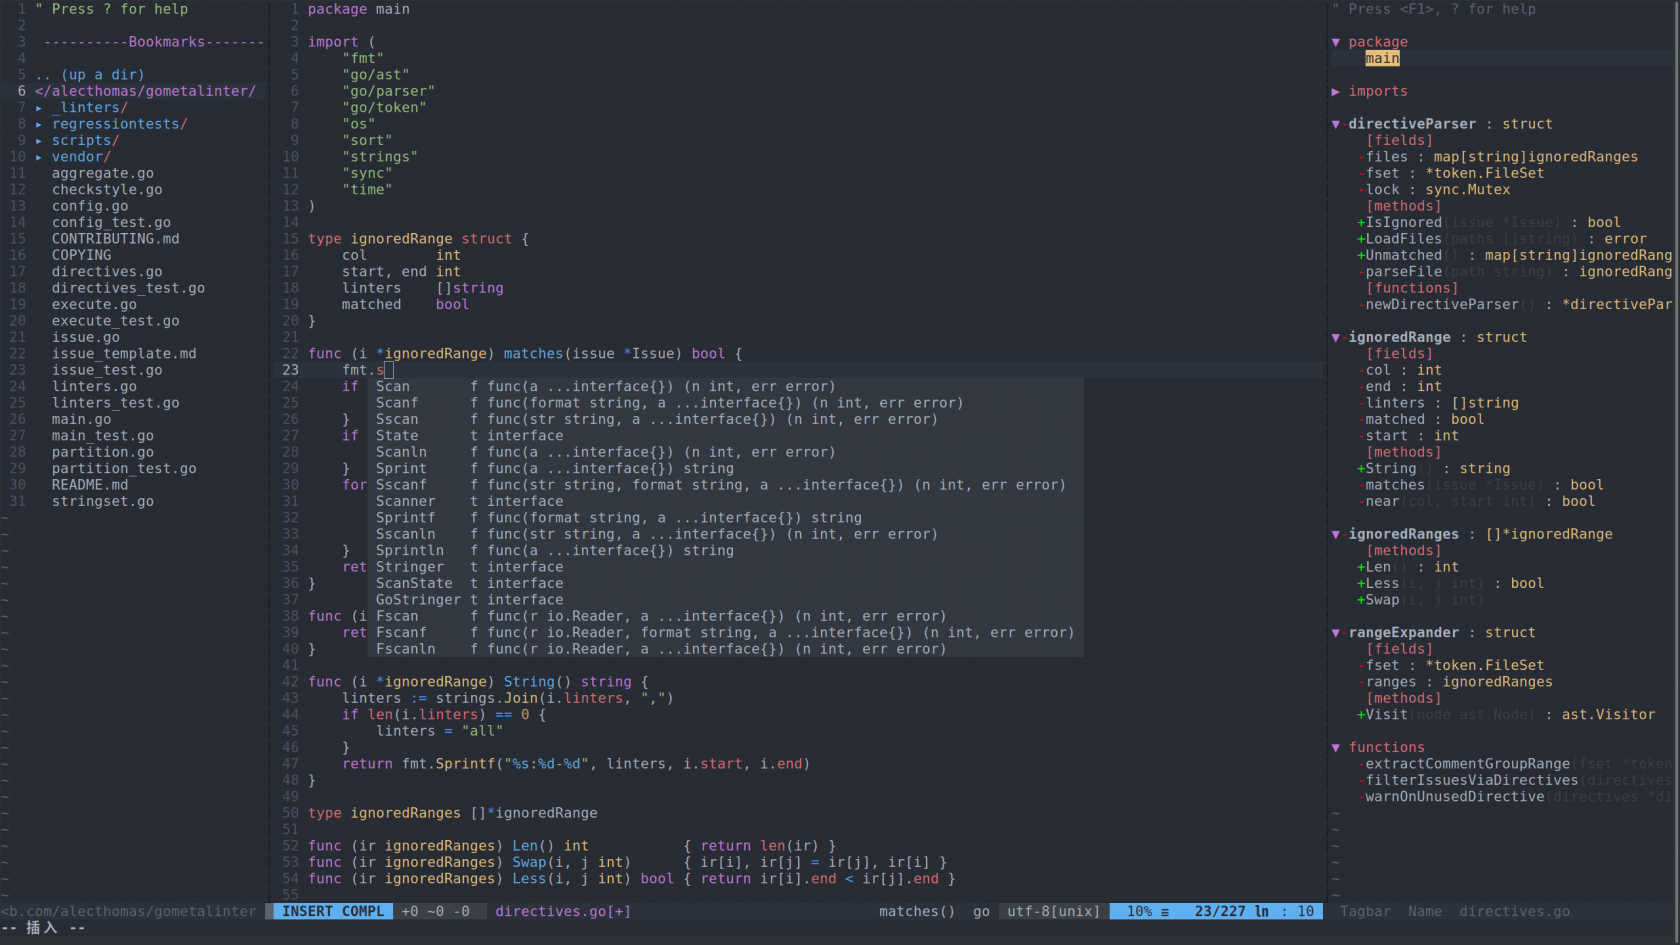 1 " Press ? for help
2
3 ----------Bookmarks-------
4
5 .. (up a dir)
6 </alecthomas/gometalinter/
7 ▸ _linters/
8 ▸ regressiontests/
9 ▸ scripts/
10 ▸ vendor/
11 aggregate.go
12 checkstyle.go
13 config.go
14 config_test.go
15 CONTRIBUTING.md
16 COPYING
17 directives.go
18 directives_test.go
19 execute.go
20 execute_test.go
21 issue.go
22 issue_template.md
23 issue_test.go
24 linters.go
25 linters_test.go
26 main.go
27 main_test.go
28 partition.go
29 partition_test.go
30 README.md
31 stringset.go
<b.com/alecthomas/gometalinter
1 package main
2
3 import (
4 "fmt"
5 "go/ast"
6 "go/parser"
7 "go/token"
8 "os"
9 "sort"
10 "strings"
11 "sync"
12 "time"
13 )
14
15 type ignoredRange struct {
16 col int
17 start, end int
18 linters []string
19 matched bool
20 }
21
22 func (i *ignoredRange) matches(issue *Issue) bool {
23 fmt.s
24 if Scan f func(a ...interface{}) (n int, err error)
25 Scanf f func(format string, a ...interface{}) (n int, err error)
26 } Sscan f func(str string, a ...interface{}) (n int, err error)
27 if State t interface
28 Scanln f func(a ...interface{}) (n int, err error)
29 } Sprint f func(a ...interface{}) string
30 for Sscanf f func(str string, format string, a ...interface{}) (n int, err error)
31 Scanner t interface
32 Sprintf f func(format string, a ...interface{}) string
33 Sscanln f func(str string, a ...interface{}) (n int, err error)
34 } Sprintln f func(a ...interface{}) string
35 ret Stringer t interface
36 } ScanState t interface
37 GoStringer t interface
38 func (i Fscan f func(r io.Reader, a ...interface{}) (n int, err error)
39 ret Fscanf f func(r io.Reader, format string, a ...interface{}) (n int, err error)
40 } Fscanln f func(r io.Reader, a ...interface{}) (n int, err error)
41
42 func (i *ignoredRange) String() string {
43 linters := strings.Join(i.linters, ",")
44 if len(i.linters) == 0 {
45 linters = "all"
46 }
47 return fmt.Sprintf("%s:%d-%d", linters, i.start, i.end)
48 }
49
50 type ignoredRanges []*ignoredRange
51
52 func (ir ignoredRanges) Len() int { return len(ir) }
53 func (ir ignoredRanges) Swap(i, j int) { ir[i], ir[j] = ir[j], ir[i] }
54 func (ir ignoredRanges) Less(i, j int) bool { return ir[i].end < ir[j].end }
55
INSERT COMPL +0 ~0 -0 directives.go[+] matches() go utf-8[unix] 10% ≡ 23/227 ln : 10
" Press <F1>, ? for help
▼ package
main
▶ imports
▼ directiveParser : struct
[fields]
-files : map[string]ignoredRanges
-fset : *token.FileSet
-lock : sync.Mutex
[methods]
+IsIgnored(issue *Issue) : bool
+LoadFiles(paths []string) : error
+Unmatched() : map[string]ignoredRang
-parseFile(path string) : ignoredRang
[functions]
-newDirectiveParser() : *directivePar
▼ ignoredRange : struct
[fields]
-col : int
-end : int
-linters : []string
-matched : bool
-start : int
[methods]
+String() : string
-matches(issue *Issue) : bool
-near(col, start int) : bool
▼ ignoredRanges : []*ignoredRange
[methods]
+Len() : int
+Less(i, j int) : bool
+Swap(i, j int)
▼ rangeExpander : struct
[fields]
-fset : *token.FileSet
-ranges : ignoredRanges
[methods]
+Visit(node ast.Node) : ast.Visitor
▼ functions
-extractCommentGroupRange(fset *token
-filterIssuesViaDirectives(directives
-warnOnUnusedDirective(directives *di
Tagbar Name directives.go
-- 插入 --